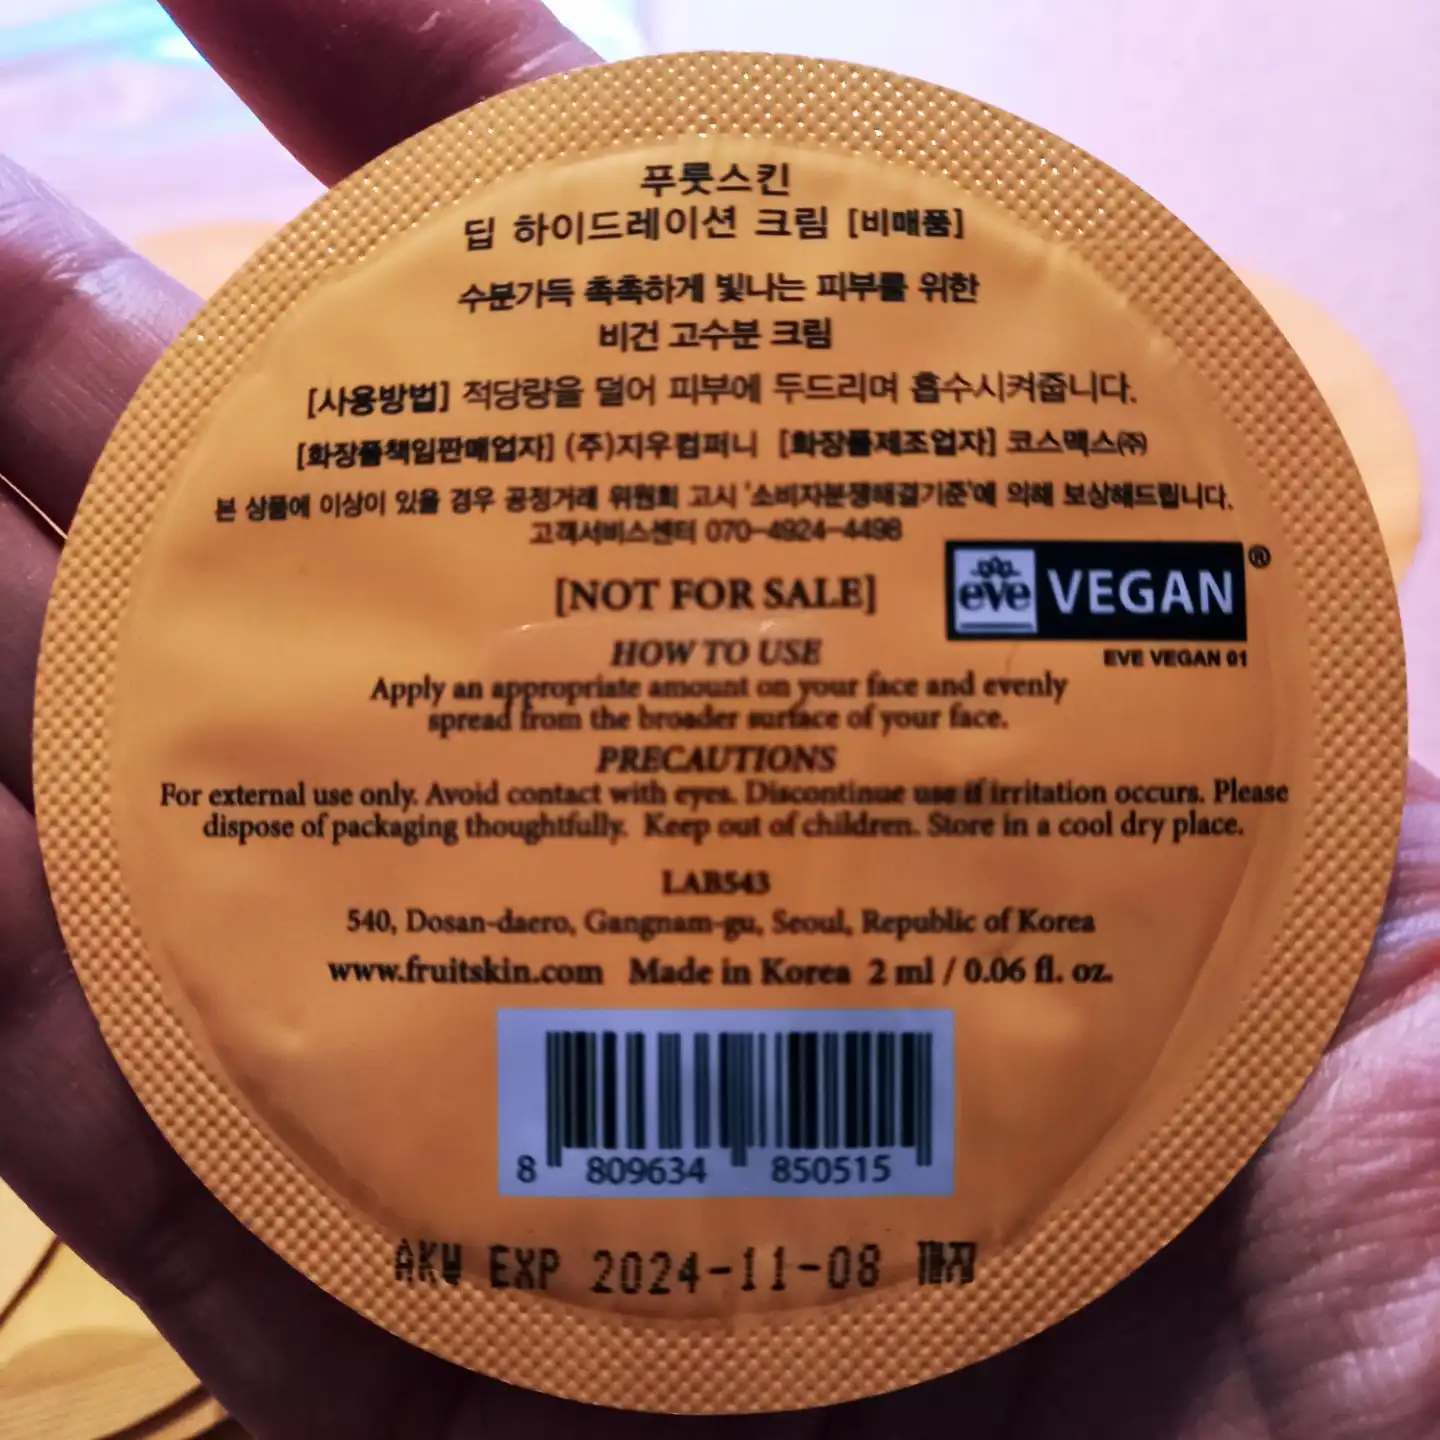 푸룻스킨
딥 하이드레이션 크림 [비매품]
수분가득 촉촉하게 빛나는 피부를 위한
비건 고수분 크림
[사용방법] 적당량을 덜어 피부에 두드리며 흡수시켜줍니다.
[화장품책임판매업자] (주)지우컴퍼니 [화장품제조업자] 코스맥스㈜
본 상품에 이상이 있을 경우 공정거래 위원회 고시 '소비자분쟁해결기준'에 의해 보상해드립니다.
고객서비스센터 070-4924-4498
eve VEGAN®
EVE VEGAN 01
[NOT FOR SALE]
HOW TO USE
Apply an appropriate amount on your face and evenly
spread from the broader surface of your face.
PRECAUTIONS
For external use only. Avoid contact with eyes. Discontinue use if irritation occurs. Please
dispose of packaging thoughtfully. Keep out of children. Store in a cool dry place.
LAB543
540, Dosan-daero, Gangnam-gu, Seoul, Republic of Korea
www.fruitskin.com Made in Korea 2 ml / 0.06 fl. oz.
8 809634 850515
AKW EXP 2024-11-08 까지